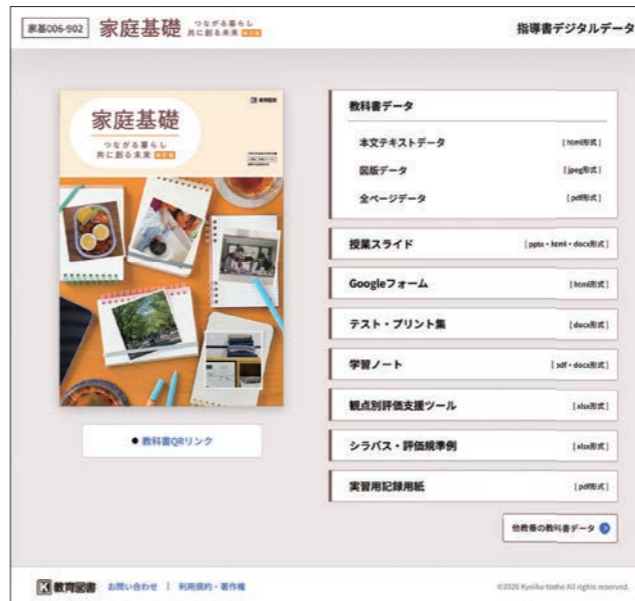 家基006-902
家庭基礎
つながる暮らし
共に創る未来 改訂版
指導書デジタルデータ
教育図書
家庭基礎
つながる暮らし
共に創る未来 改訂版
教科書QRリンク
教科書データ
本文テキストデータ [html形式]
図版データ [jpeg形式]
全ページデータ [pdf形式]
授業スライド [pptx・html・docx形式]
Googleフォーム [html形式]
テスト・プリント集 [docx形式]
学習ノート [pdf・docx形式]
観点別評価支援ツール [xlsx形式]
シラバス・評価規準例 [xlsx形式]
実習用記録用紙 [pdf形式]
他教番の教科書データ
教育図書 お問い合わせ | 利用規約・著作権
©2026 Kyoiku-tosho All rights reserved.